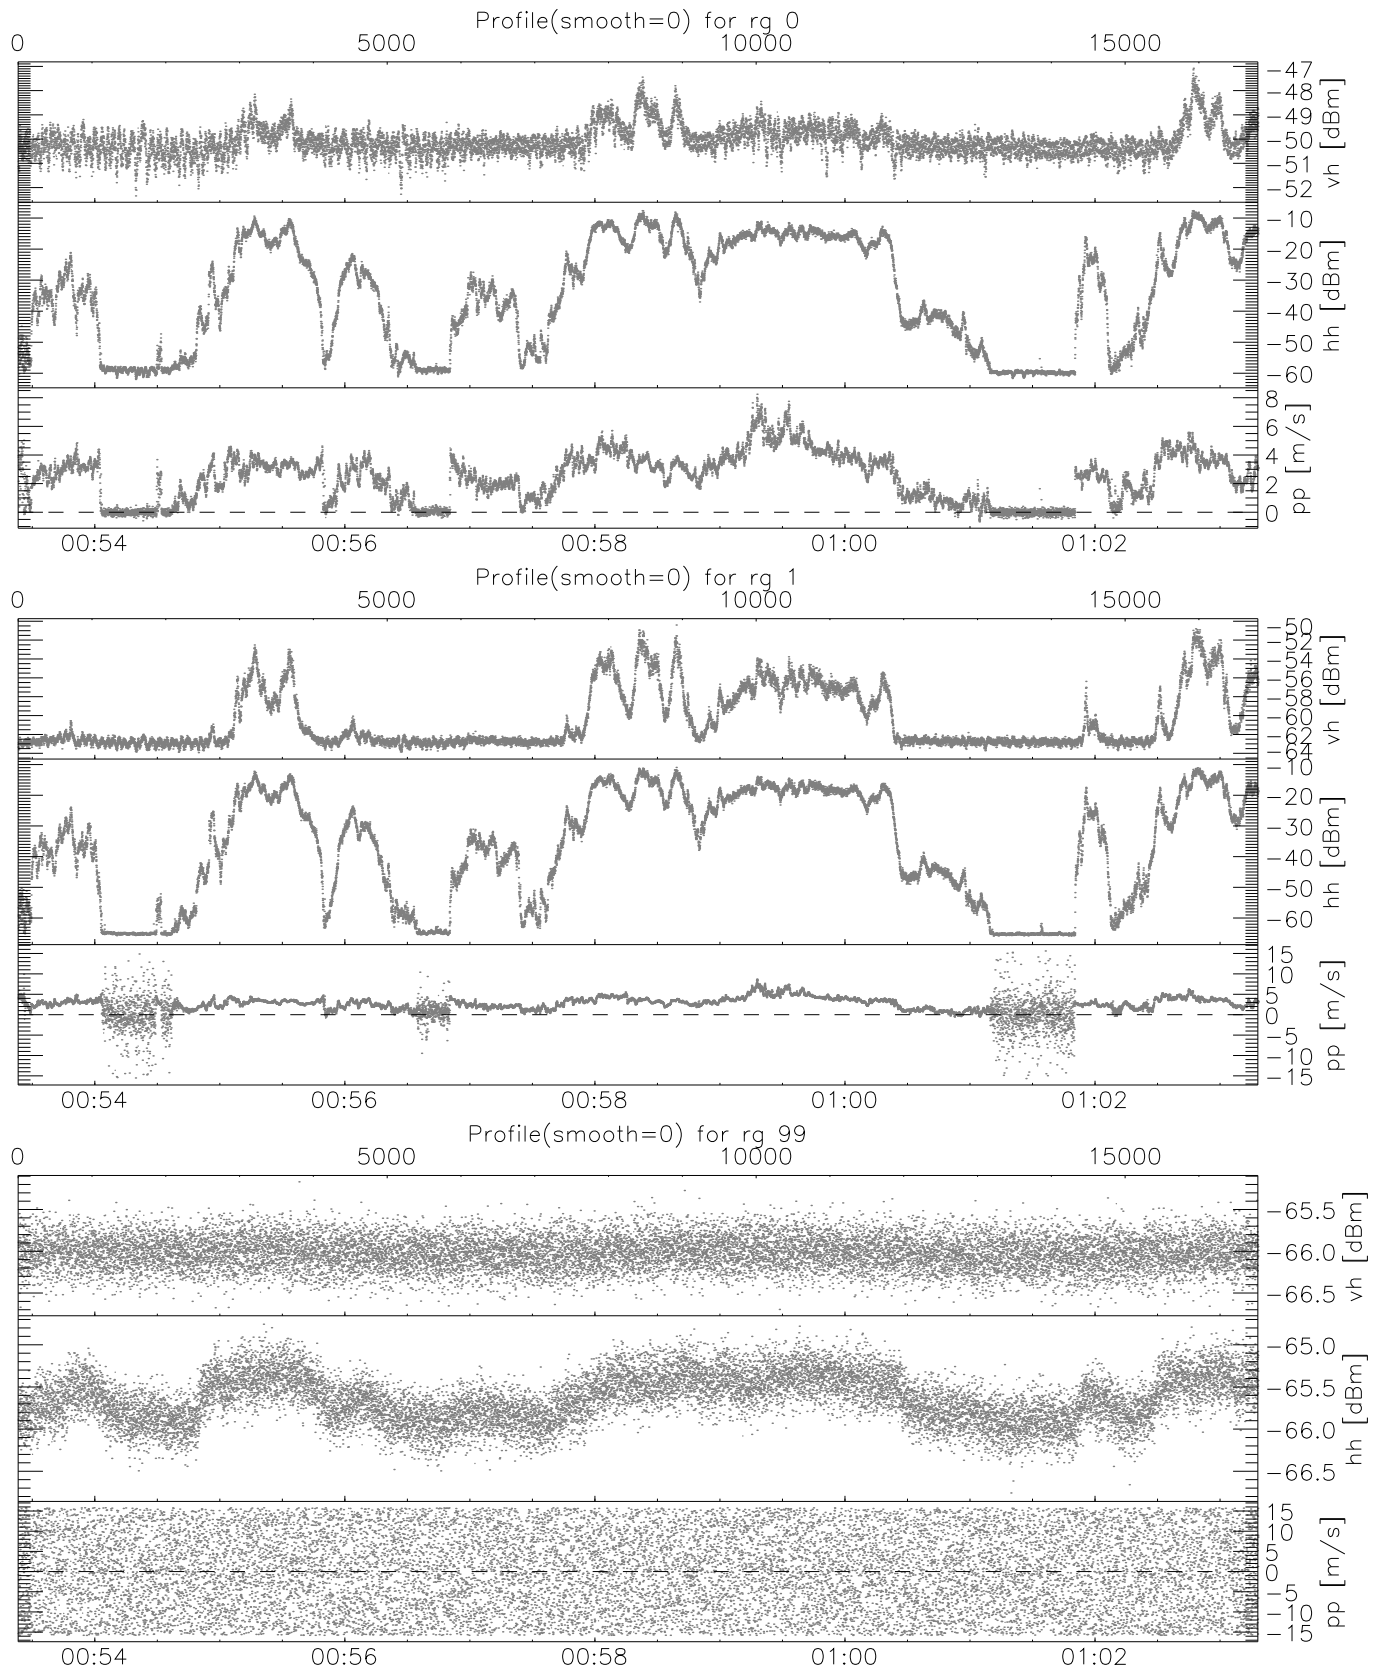 Profile(smooth=0) for rg 0
0 5000 10000 15000
-47
-48
-49
-50
-51
-52
vh [dBm]
-10
-20
-30
-40
-50
-60
hh [dBm]
8
6
4
2
0
pp [m/s]
00:54 00:56 00:58 01:00 01:02
Profile(smooth=0) for rg 1
0 5000 10000 15000
-50
-52
-54
-56
-58
-60
-62
-64
vh [dBm]
-10
-20
-30
-40
-50
-60
hh [dBm]
15
10
5
0
-5
-10
-15
pp [m/s]
00:54 00:56 00:58 01:00 01:02
Profile(smooth=0) for rg 99
0 5000 10000 15000
-65.5
-66.0
-66.5
vh [dBm]
-65.0
-65.5
-66.0
-66.5
hh [dBm]
15
10
5
0
-5
-10
-15
pp [m/s]
00:54 00:56 00:58 01:00 01:02